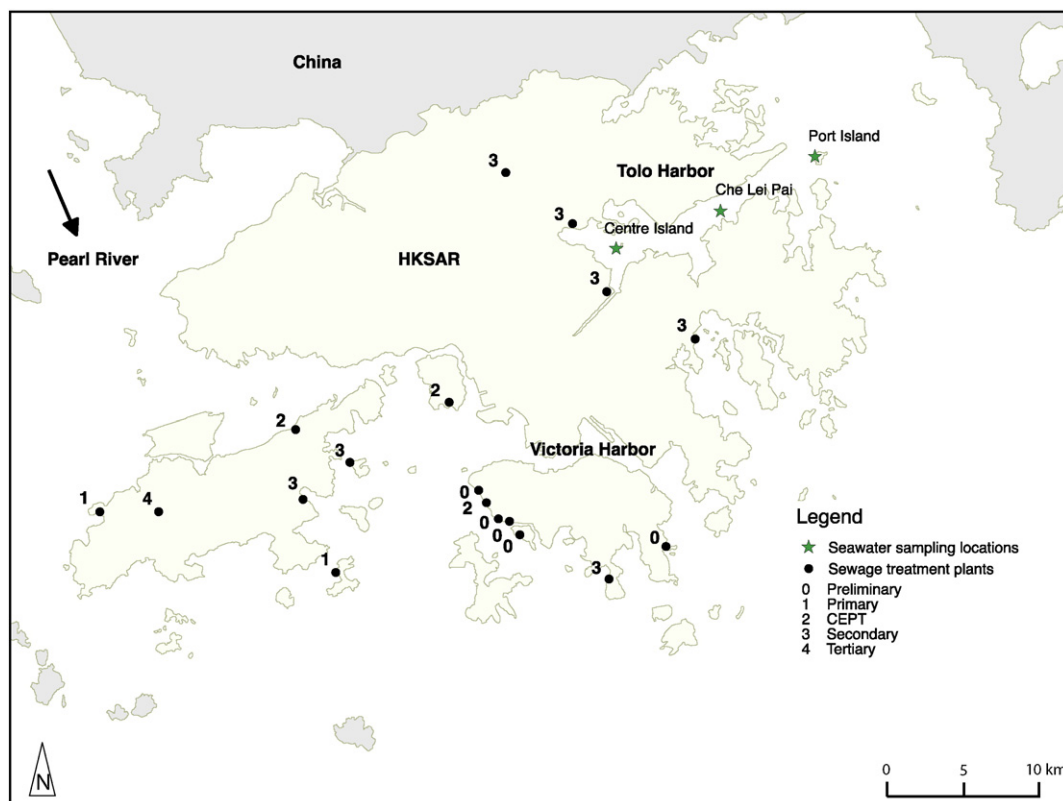 China
Port Island
3
Tolo Harbor
Che Lei Pai
3
Centre Island
Pearl River
HKSAR
3
3
2
2
Victoria Harbor
3
3
0
1
4
2
0
0
0
0
1
3
Legend
Seawater sampling locations
Sewage treatment plants
0 Preliminary
1 Primary
2 CEPT
3 Secondary
4 Tertiary
N
0 5 10 km